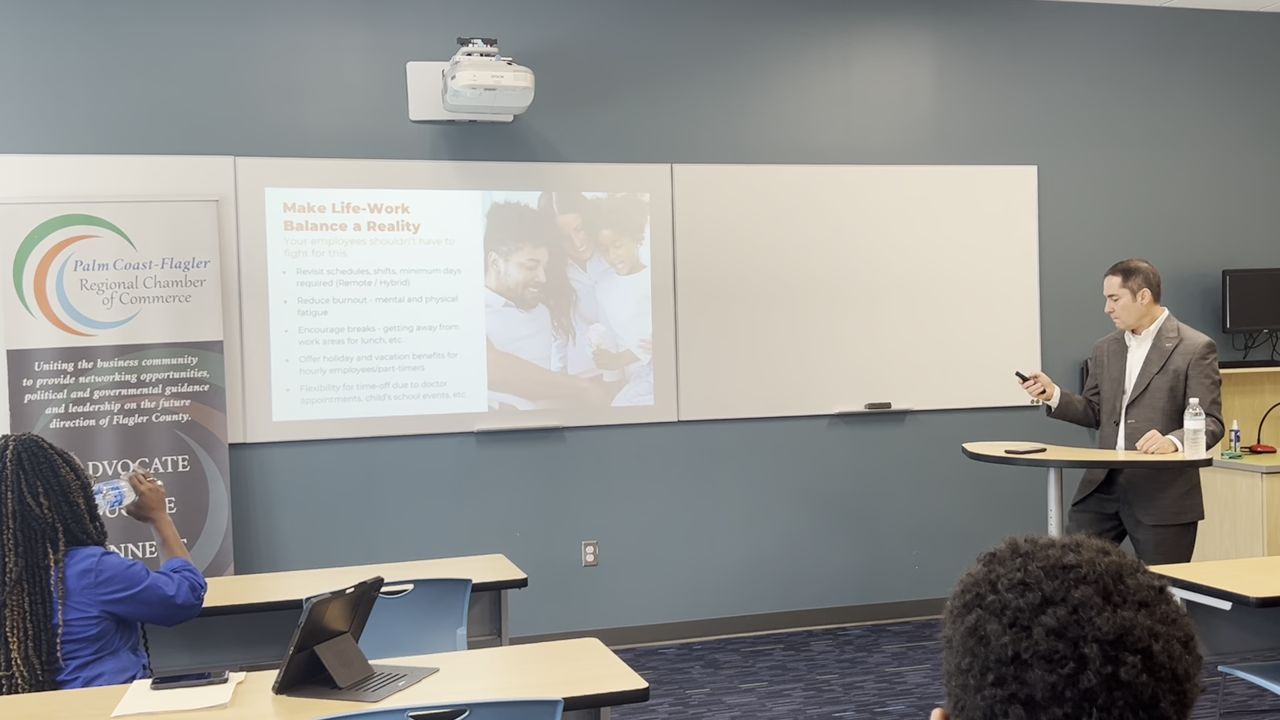 Palm Coast-Flagler
Regional Chamber
of Commerce
Uniting the business community
to provide networking opportunities,
political and governmental guidance
and leadership on the future
direction of Flagler County.
DVOCATE
NNE
Make Life-Work
Balance a Reality
Your employees shouldn't have to
fight for this
• Revisit schedules, shifts, minimum days
required (Remote / Hybrid)
• Reduce burnout - mental and physical
fatigue
• Encourage breaks - getting away from
work areas for lunch, etc.
• Offer holiday and vacation benefits for
hourly employees/part-timers
• Flexibility for time-off due to doctor
appointments, child's school events, etc.